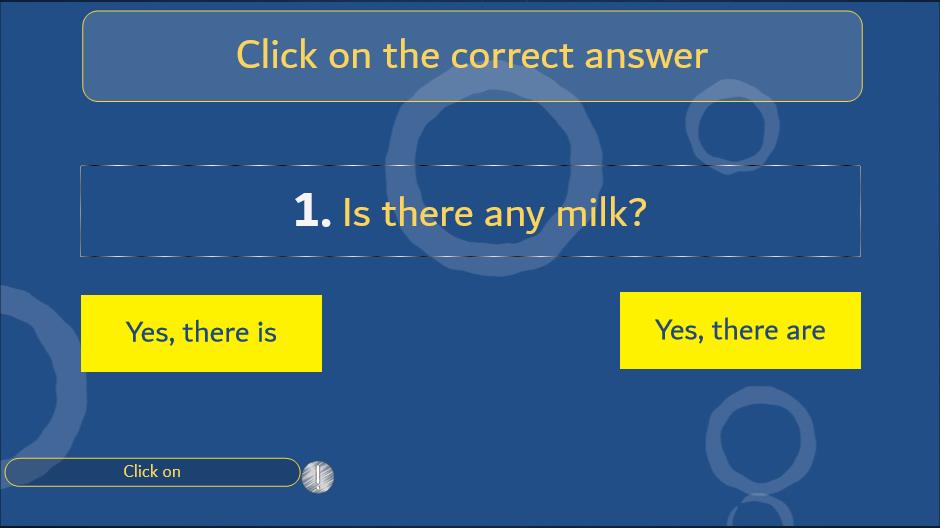 Click on the correct answer
1. Is there any milk?
Yes, there is
Yes, there are
Click on
!